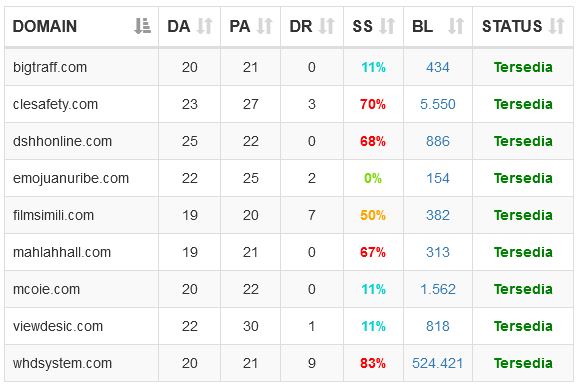 DOMAIN DA PA DR SS BL STATUS
bigtraff.com 20 21 0 11% 434 Tersedia
clesafety.com 23 27 3 70% 5.550 Tersedia
dshhonline.com 25 22 0 68% 886 Tersedia
emojuanuribe.com 22 25 2 0% 154 Tersedia
filmsimili.com 19 20 7 50% 382 Tersedia
mahlahhall.com 19 21 0 67% 313 Tersedia
mcoie.com 20 22 0 11% 1.562 Tersedia
viewdesic.com 22 30 1 11% 818 Tersedia
whdsystem.com 20 21 9 83% 524.421 Tersedia